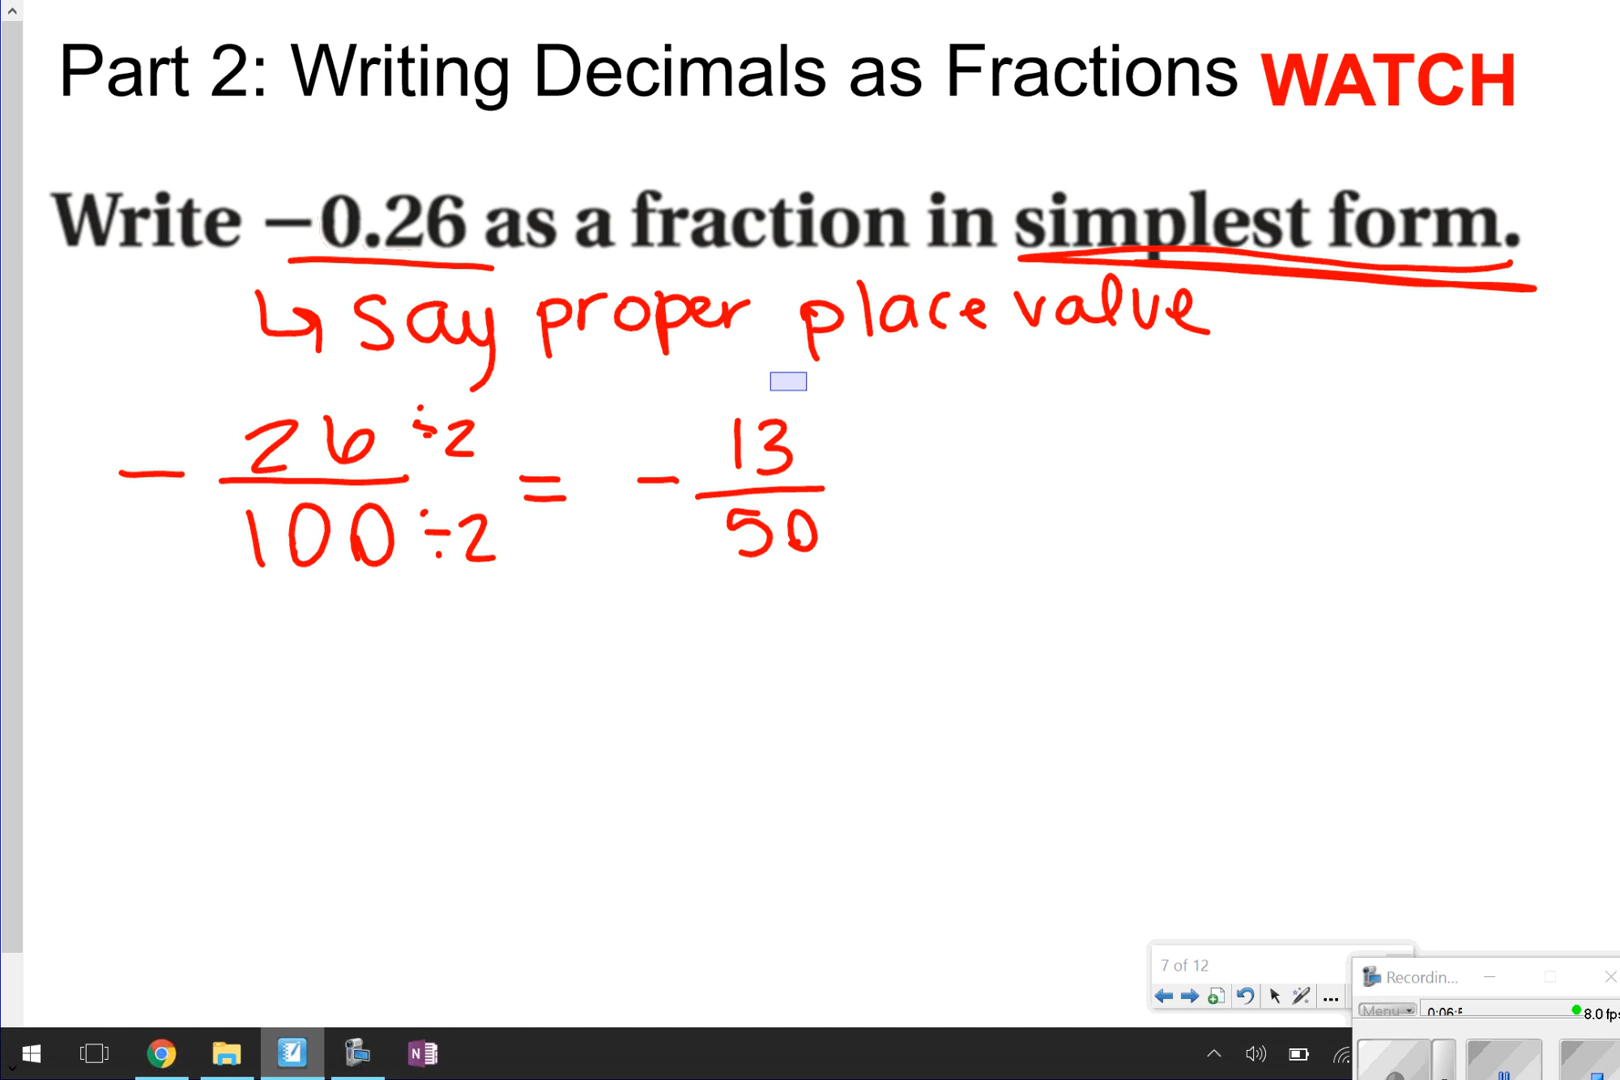 Part 2: Writing Decimals as Fractions WATCH
Write −0.26 as a fraction in simplest form.
↳ say proper place value
- 26 ÷2 / 100 ÷2 = - 13 / 50
7 of 12
Recordin...
Menu
8.0 fps
N